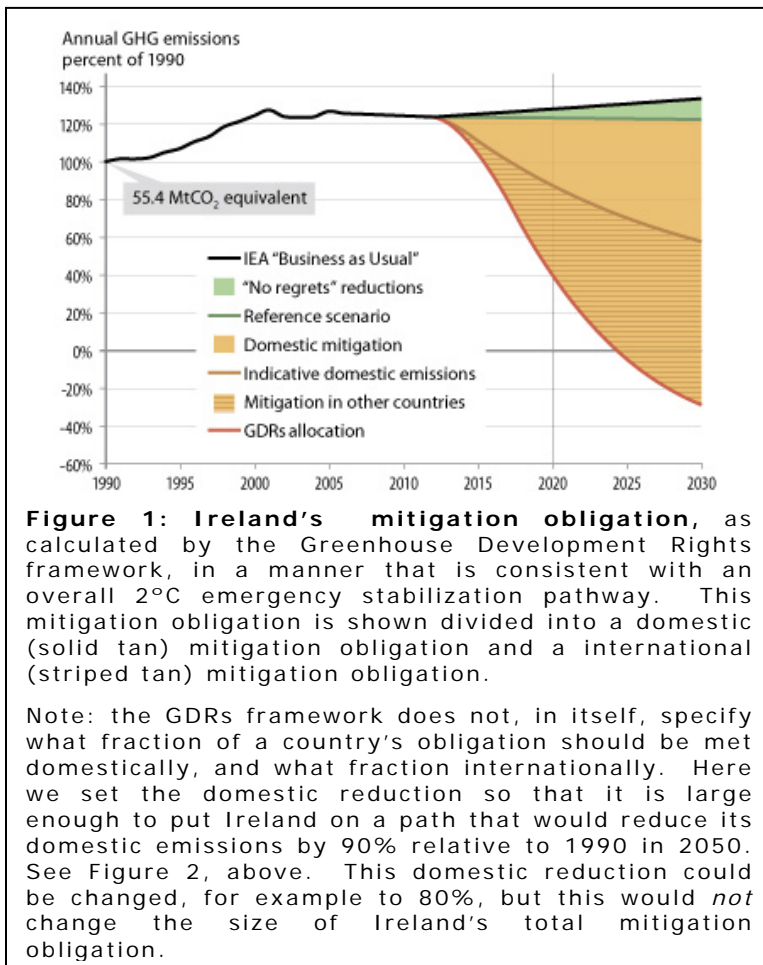 Annual GHG emissions
percent of 1990
140%
120%
100%
80%
60%
40%
20%
0%
-20%
-40%
-60%
55.4 MtCO₂ equivalent
IEA “Business as Usual”
“No regrets” reductions
Reference scenario
Domestic mitigation
Indicative domestic emissions
Mitigation in other countries
GDRs allocation
1990 1995 2000 2005 2010 2015 2020 2025 2030
Figure 1: Ireland's mitigation obligation, as
calculated by the Greenhouse Development Rights
framework, in a manner that is consistent with an
overall 2°C emergency stabilization pathway. This
mitigation obligation is shown divided into a domestic
(solid tan) mitigation obligation and a international
(striped tan) mitigation obligation.
Note: the GDRs framework does not, in itself, specify
what fraction of a country's obligation should be met
domestically, and what fraction internationally. Here
we set the domestic reduction so that it is large
enough to put Ireland on a path that would reduce its
domestic emissions by 90% relative to 1990 in 2050.
See Figure 2, above. This domestic reduction could
be changed, for example to 80%, but this would not
change the size of Ireland's total mitigation
obligation.